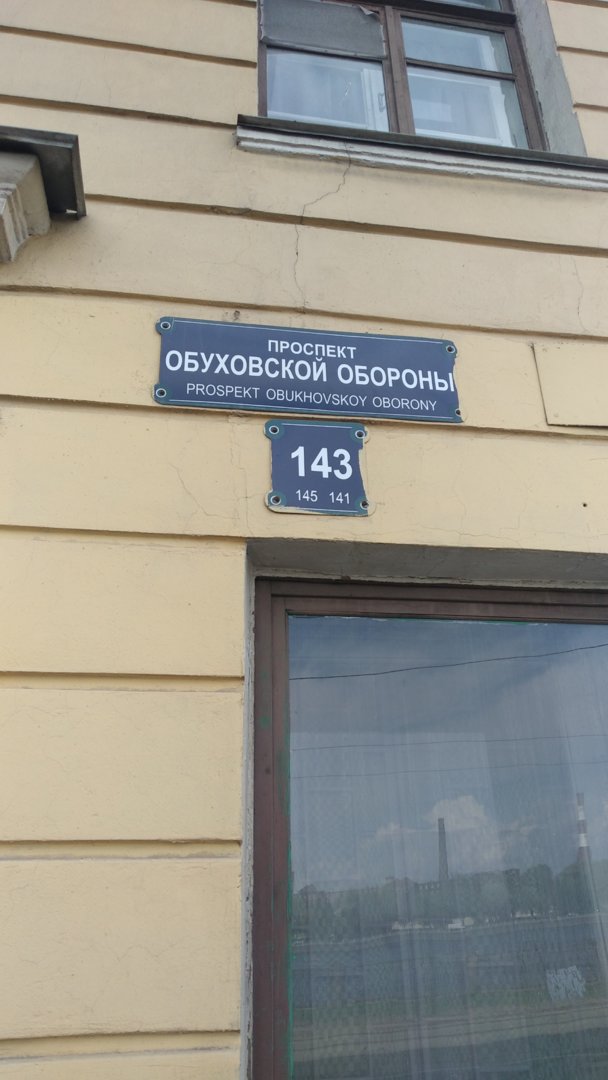 ПРОСПЕКТ
ОБУХОВСКОЙ ОБОРОНЫ
PROSPEKT OBUKHOVSKOY OBORONY
143
145 141